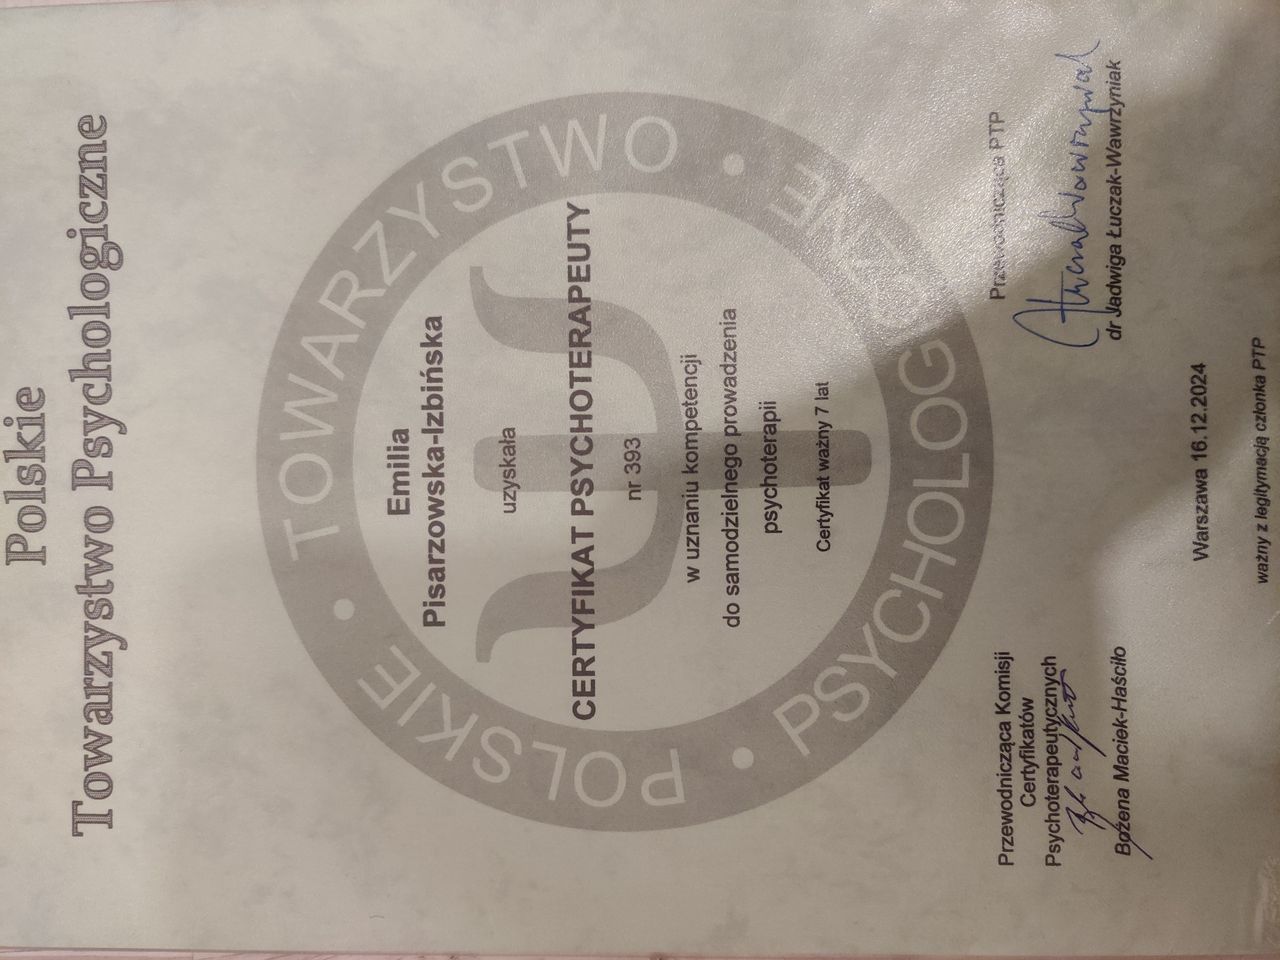 Polskie
Towarzystwo Psychologiczne
POLSKIE • TOWARZYSTWO • PSYCHOLOGICZNE •
Emilia
Pisarzowska-Izbińska
uzyskała
CERTYFIKAT PSYCHOTERAPEUTY
nr 393
w uznaniu kompetencji
do samodzielnego prowadzenia
psychoterapii
Certyfikat ważny 7 lat
Przewodnicząca Komisji
Certyfikatów
Psychoterapeutycznych
Bożena Maciek-Haściło
Przewodnicząca PTP
dr Jadwiga Łuczak-Wawrzyniak
Warszawa 16.12.2024
ważny z legitymacją członka PTP